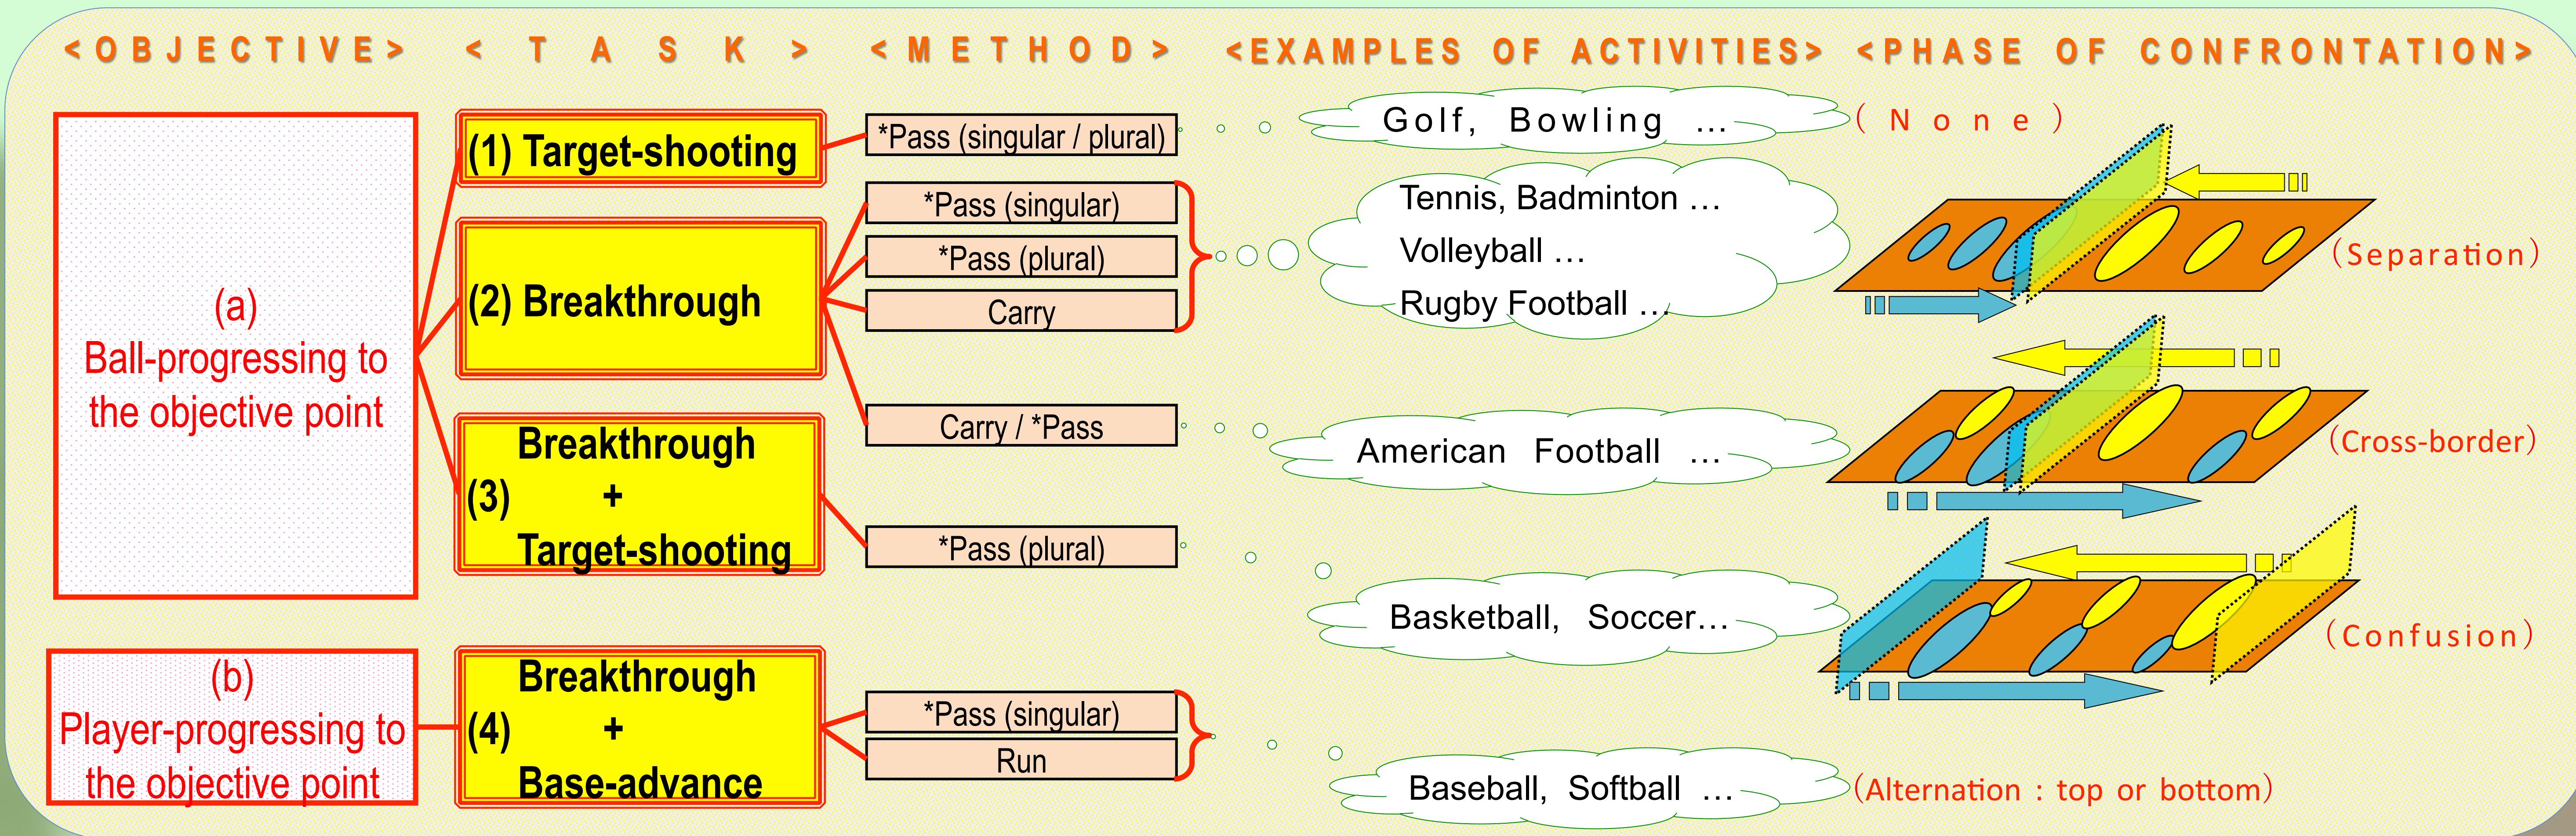 <OBJECTIVE> < TASK > <METHOD> <EXAMPLES OF ACTIVITIES> <PHASE OF CONFRONTATION>
(a)
Ball-progressing to
the objective point
(b)
Player-progressing to
the objective point
(1) Target-shooting
(2) Breakthrough
Breakthrough
(3) +
Target-shooting
Breakthrough
(4) +
Base-advance
*Pass (singular / plural)
*Pass (singular)
*Pass (plural)
Carry
Carry / *Pass
*Pass (plural)
*Pass (singular)
Run
Golf, Bowling …
Tennis, Badminton …
Volleyball …
Rugby Football …
American Football …
Basketball, Soccer…
Baseball, Softball …
(None)
(Separation)
(Cross-border)
(Confusion)
(Alternation : top or bottom)